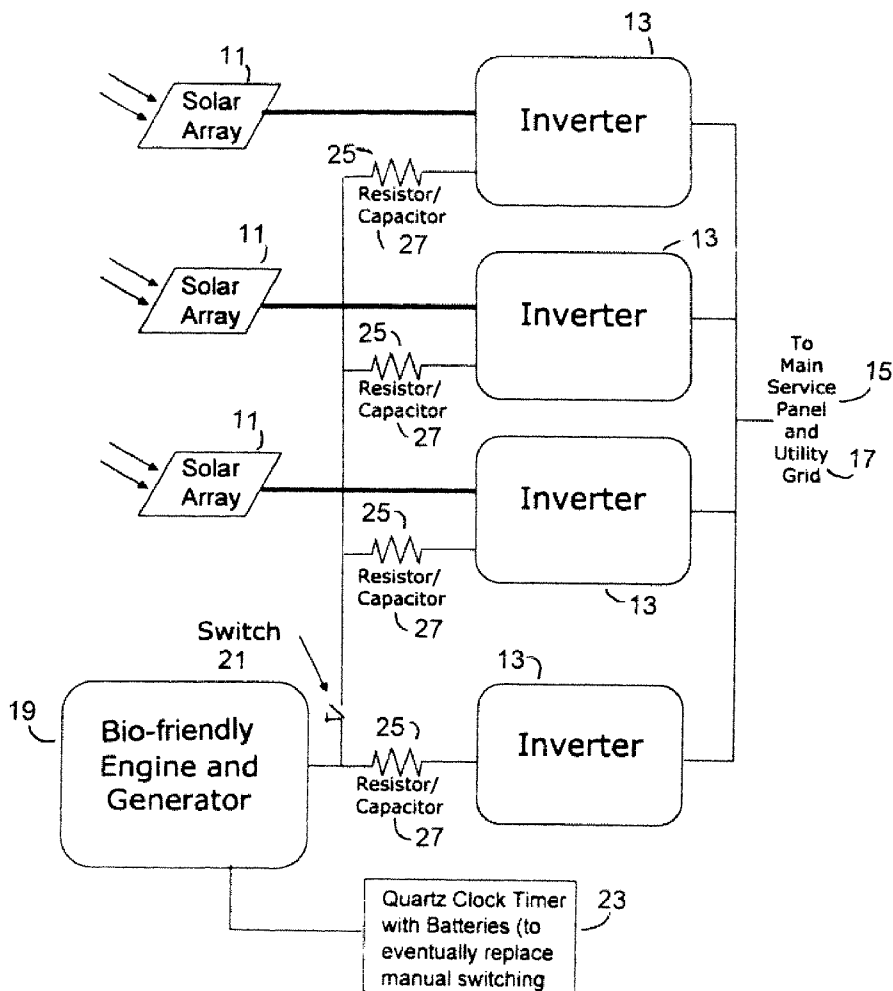 13
11
Solar
Array
Inverter
25
Resistor/
Capacitor
27
11
Solar
Array
13
Inverter
25
Resistor/
Capacitor
27
To
Main
Service
Panel
and
Utility
Grid
15
17
11
Solar
Array
Inverter
25
Resistor/
Capacitor
27
13
Switch
21
19
Bio-friendly
Engine and
Generator
13
25
Inverter
Resistor/
Capacitor
27
Quartz Clock Timer
with Batteries (to
eventually replace
manual switching
23